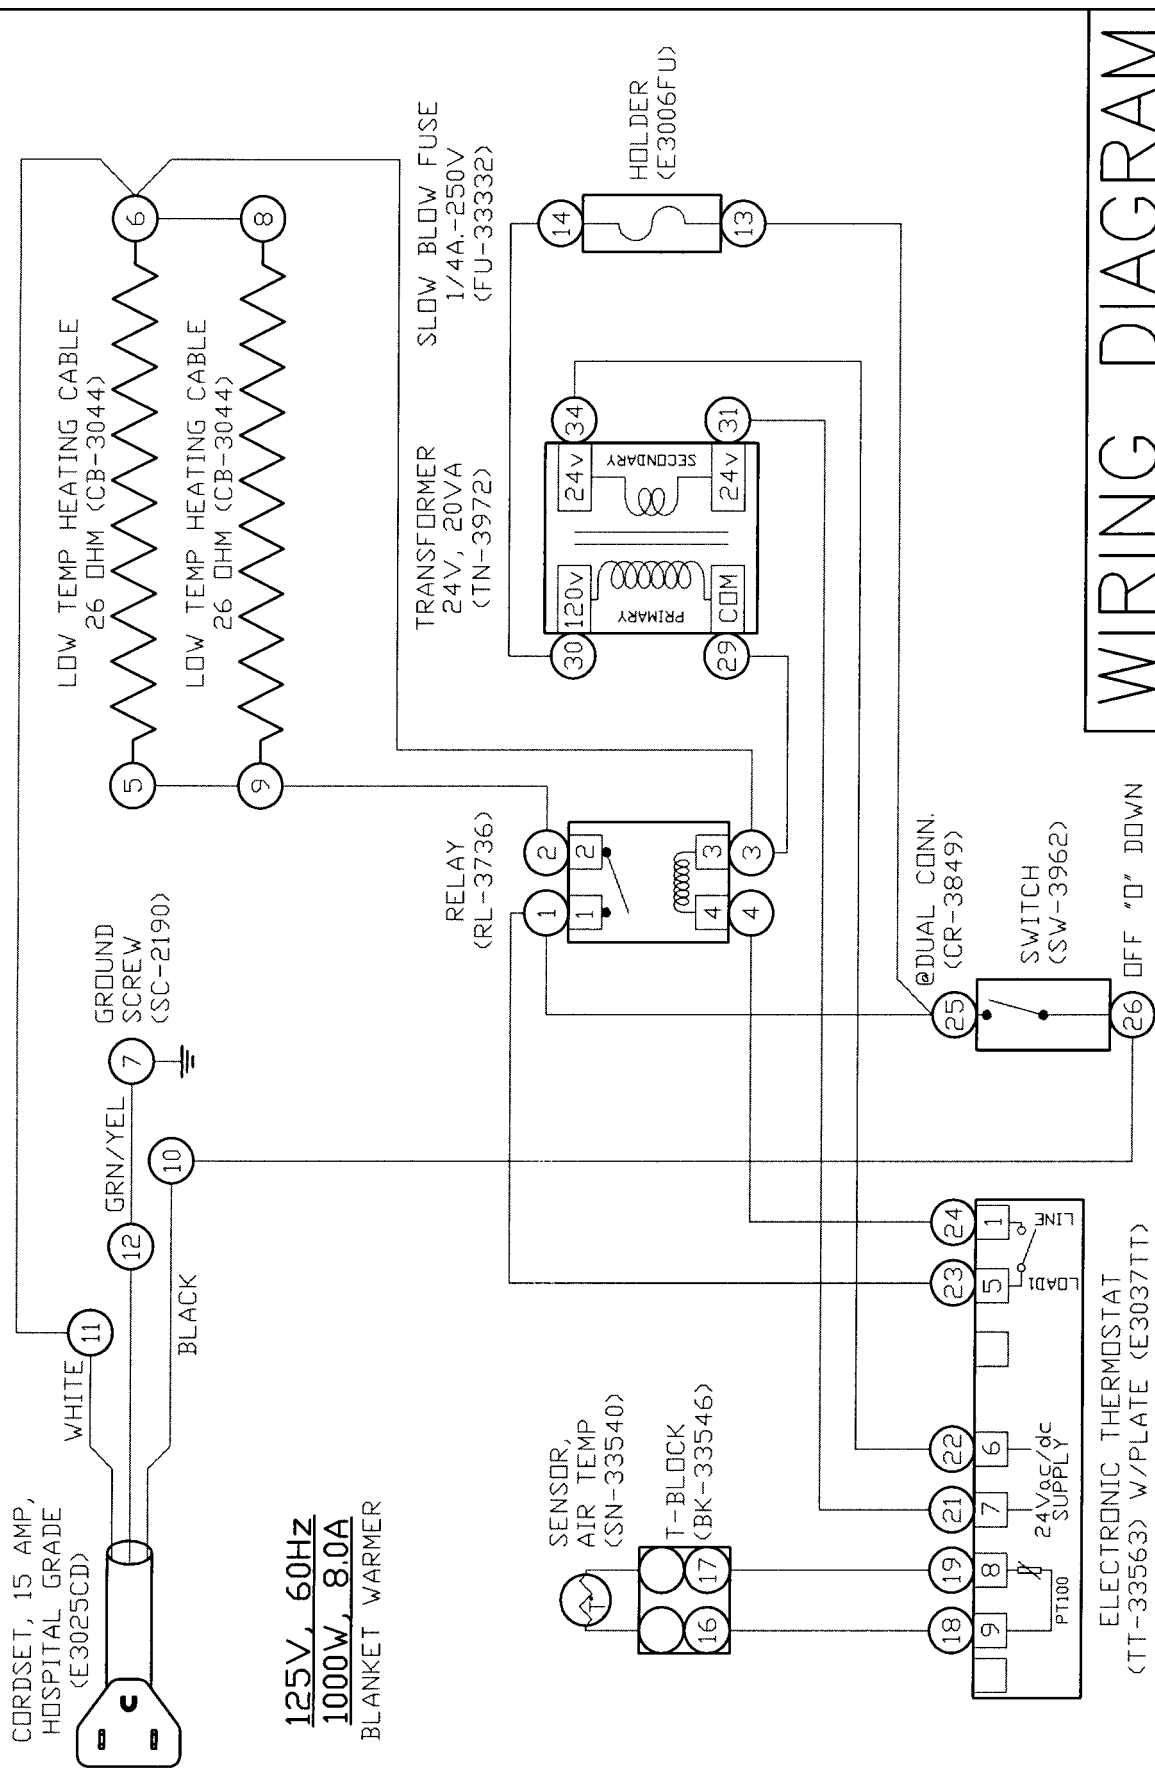 CORDSET, 15 AMP,
HOSPITAL GRADE
(E3025CD)
WHITE
11
12
GRN/YEL
BLACK
10
7
GROUND
SCREW
(SC-2190)
LOW TEMP HEATING CABLE
26 OHM (CB-3044)
5
6
LOW TEMP HEATING CABLE
26 OHM (CB-3044)
9
8
125V, 60Hz
1000W, 8.0A
BLANKET WARMER
RELAY
(RL-3736)
1
2
1
2
4
3
4
3
TRANSFORMER
24V, 20VA
(TN-3972)
30
34
120V
24V
PRIMARY
SECONDARY
COM
24V
29
31
SLOW BLOW FUSE
1/4A.-250V
(FU-33332)
14
13
HOLDER
(E3006FU)
SENSOR,
AIR TEMP
(SN-33540)
T
T-BLOCK
(BK-33546)
16
17
18
19
21
22
23
24
9
8
7
6
5
1
PT100
24Vac/dc
SUPPLY
LOAD1
LINE
ELECTRONIC THERMOSTAT
(TT-33563) W/PLATE (E3037TT)
@DUAL CONN.
(CR-3849)
25
SWITCH
(SW-3962)
26
OFF "O" DOWN
WIRING DIAGRAM